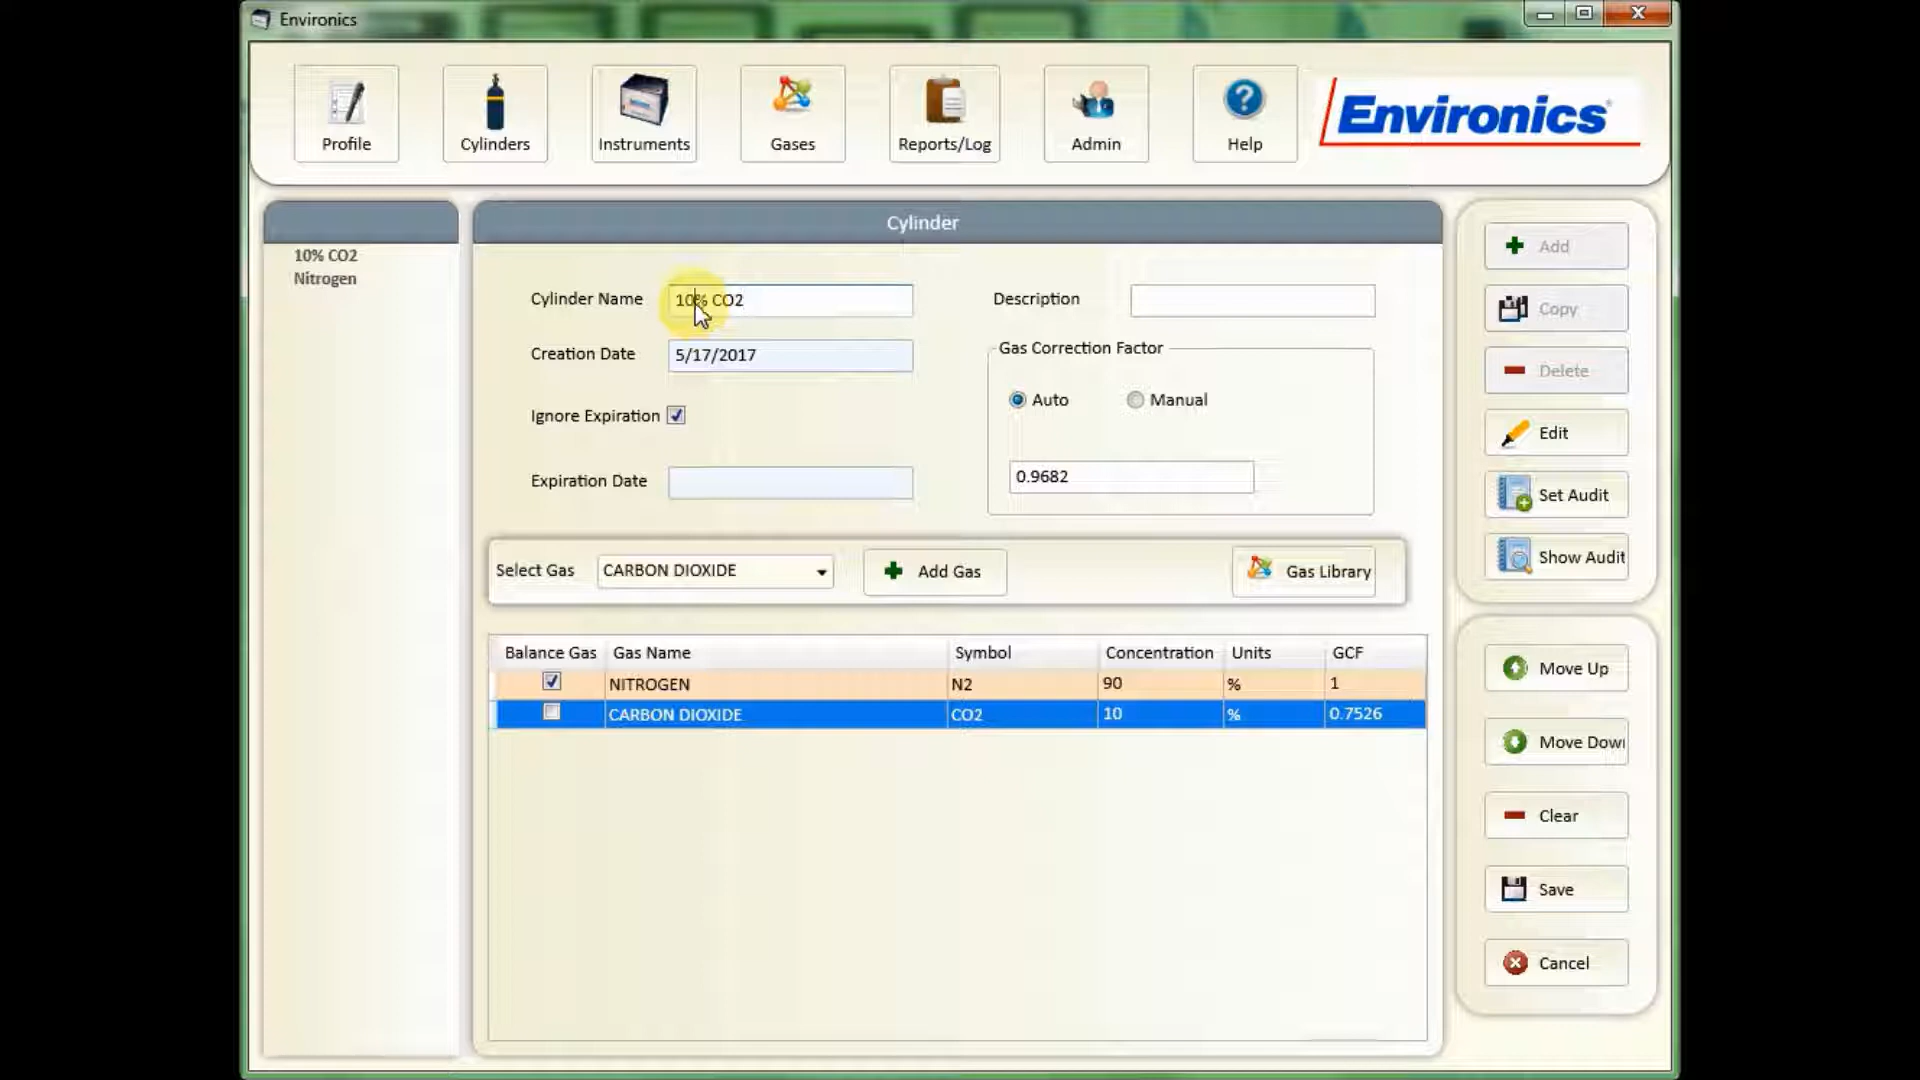 Environics
Profile
Cylinders
Instruments
Gases
Reports/Log
Admin
Help
Environics
10% CO2
Nitrogen
Cylinder
Cylinder Name
10% CO2
Description
Creation Date
5/17/2017
Gas Correction Factor
Auto
Manual
Ignore Expiration
Expiration Date
0.9682
Select Gas
CARBON DIOXIDE
Add Gas
Gas Library
Balance Gas Gas Name Symbol Concentration Units GCF
NITROGEN N2 90 % 1
CARBON DIOXIDE CO2 10 % 0.7526
Add
Copy
Delete
Edit
Set Audit
Show Audit
Move Up
Move Dow
Clear
Save
Cancel